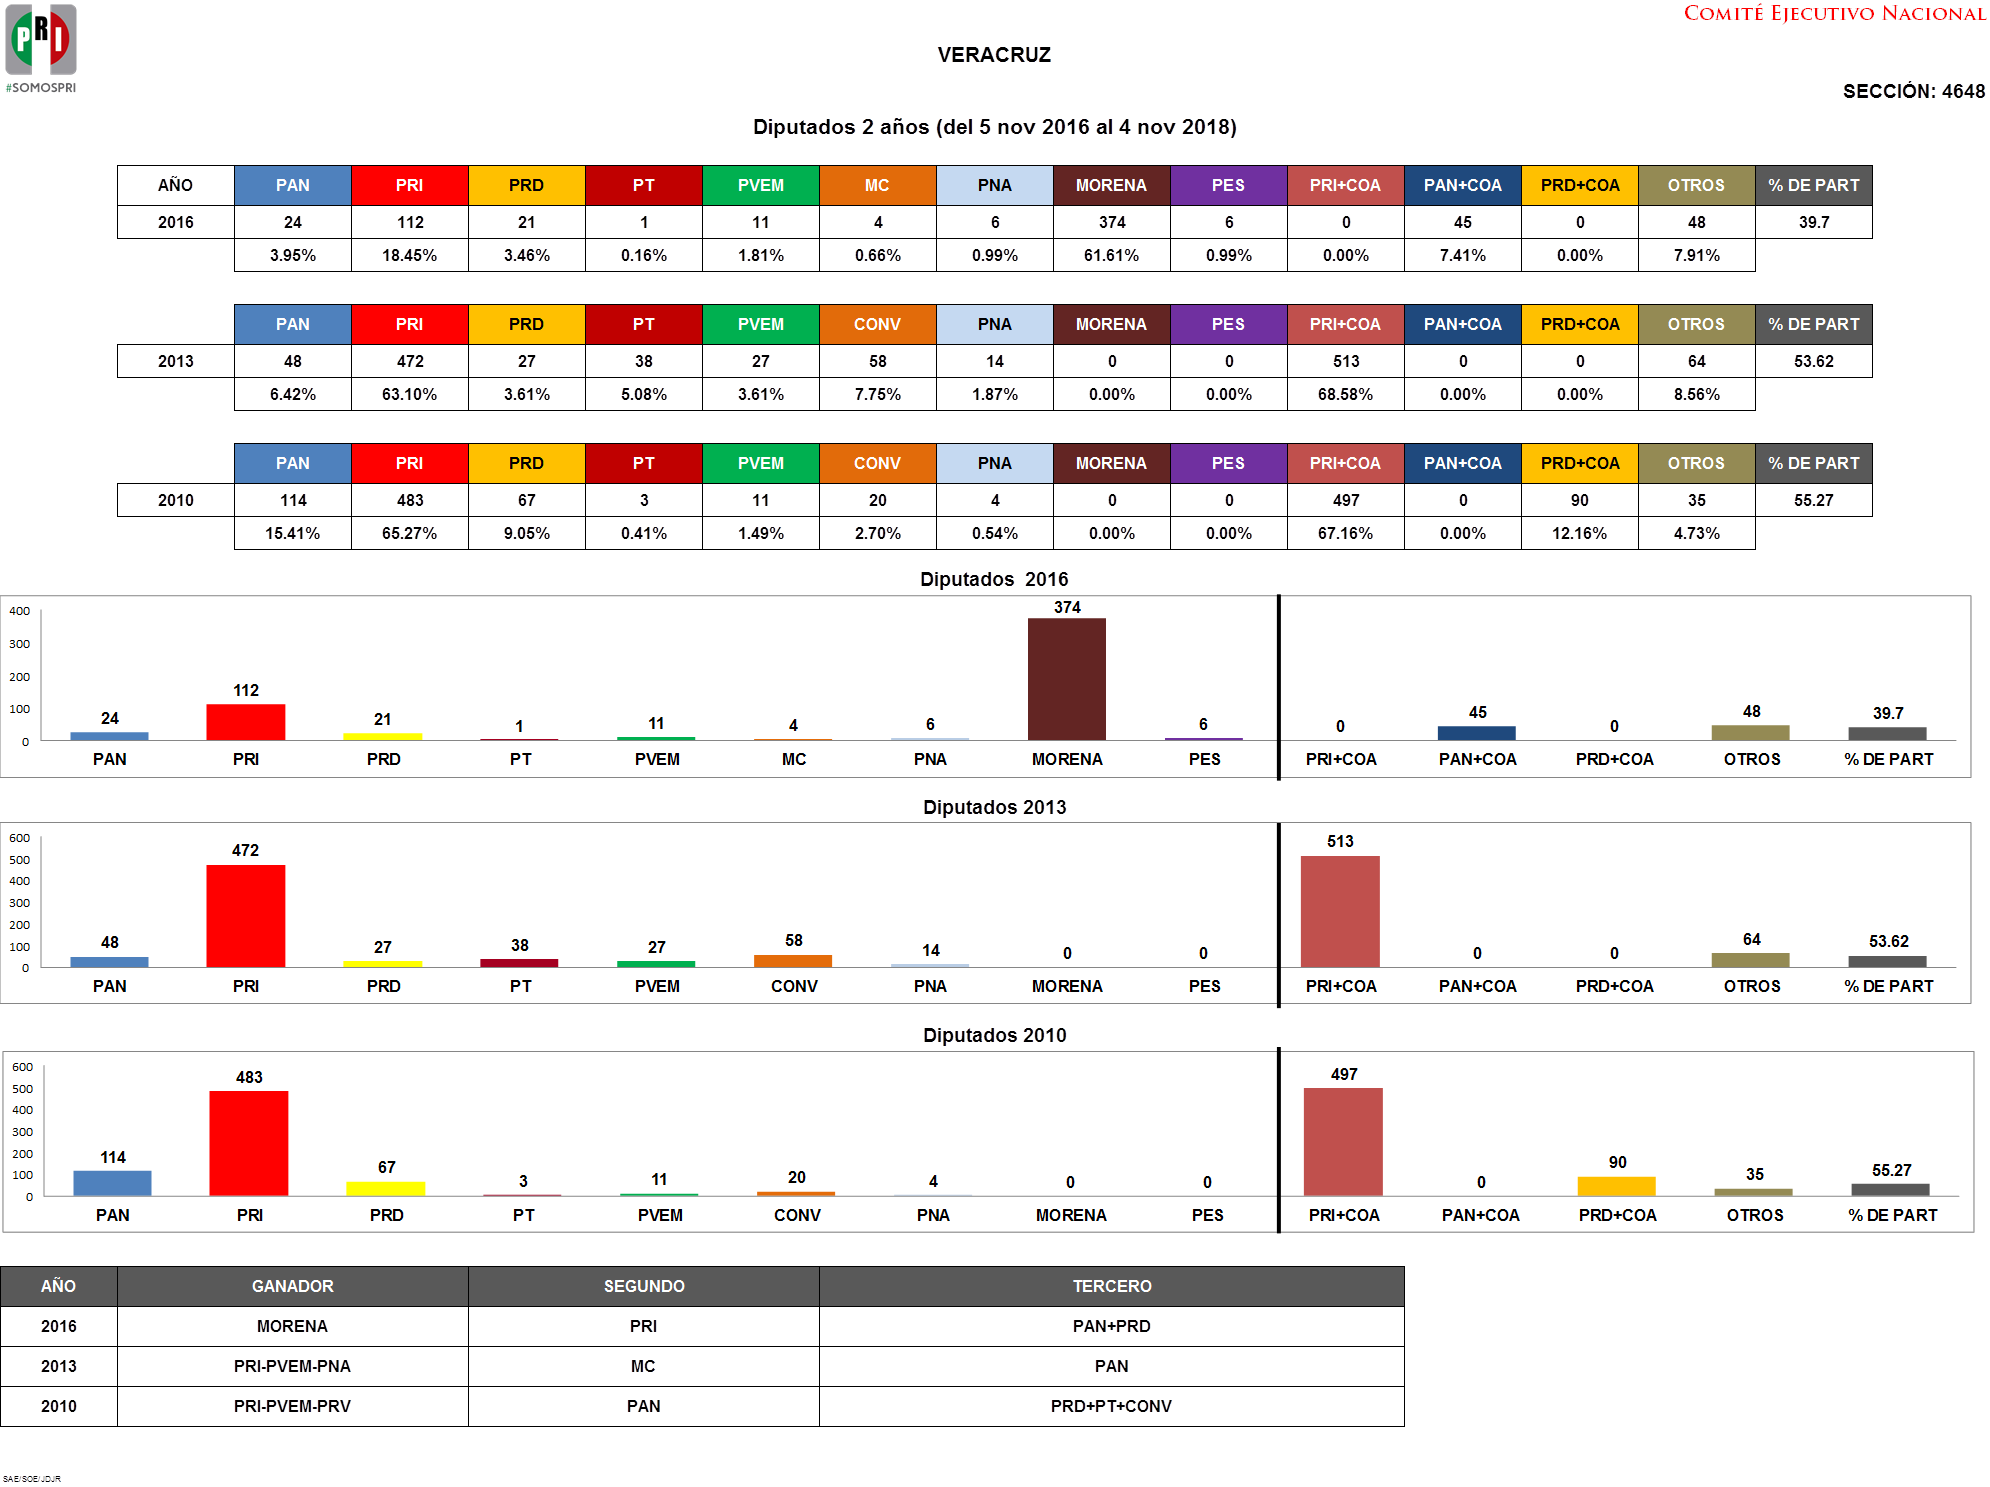 PRI
#SOMOSPRI
COMITÉ EJECUTIVO NACIONAL
VERACRUZ
SECCIÓN: 4648
Diputados 2 años (del 5 nov 2016 al 4 nov 2018)
AÑO PAN PRI PRD PT PVEM MC PNA MORENA PES PRI+COA PAN+COA PRD+COA OTROS % DE PART
2016 24 112 21 1 11 4 6 374 6 0 45 0 48 39.7
3.95% 18.45% 3.46% 0.16% 1.81% 0.66% 0.99% 61.61% 0.99% 0.00% 7.41% 0.00% 7.91%
PAN PRI PRD PT PVEM CONV PNA MORENA PES PRI+COA PAN+COA PRD+COA OTROS % DE PART
2013 48 472 27 38 27 58 14 0 0 513 0 0 64 53.62
6.42% 63.10% 3.61% 5.08% 3.61% 7.75% 1.87% 0.00% 0.00% 68.58% 0.00% 0.00% 8.56%
PAN PRI PRD PT PVEM CONV PNA MORENA PES PRI+COA PAN+COA PRD+COA OTROS % DE PART
2010 114 483 67 3 11 20 4 0 0 497 0 90 35 55.27
15.41% 65.27% 9.05% 0.41% 1.49% 2.70% 0.54% 0.00% 0.00% 67.16% 0.00% 12.16% 4.73%
Diputados 2016
400
300
200
100
0
24 112 21 1 11 4 6 374 6 0 45 0 48 39.7
PAN PRI PRD PT PVEM MC PNA MORENA PES PRI+COA PAN+COA PRD+COA OTROS % DE PART
Diputados 2013
600
500
400
300
200
100
0
48 472 27 38 27 58 14 0 0 513 0 0 64 53.62
PAN PRI PRD PT PVEM CONV PNA MORENA PES PRI+COA PAN+COA PRD+COA OTROS % DE PART
Diputados 2010
600
500
400
300
200
100
0
114 483 67 3 11 20 4 0 0 497 0 90 35 55.27
PAN PRI PRD PT PVEM CONV PNA MORENA PES PRI+COA PAN+COA PRD+COA OTROS % DE PART
AÑO GANADOR SEGUNDO TERCERO
2016 MORENA PRI PAN+PRD
2013 PRI-PVEM-PNA MC PAN
2010 PRI-PVEM-PRV PAN PRD+PT+CONV
SAE/SOE/JDJR